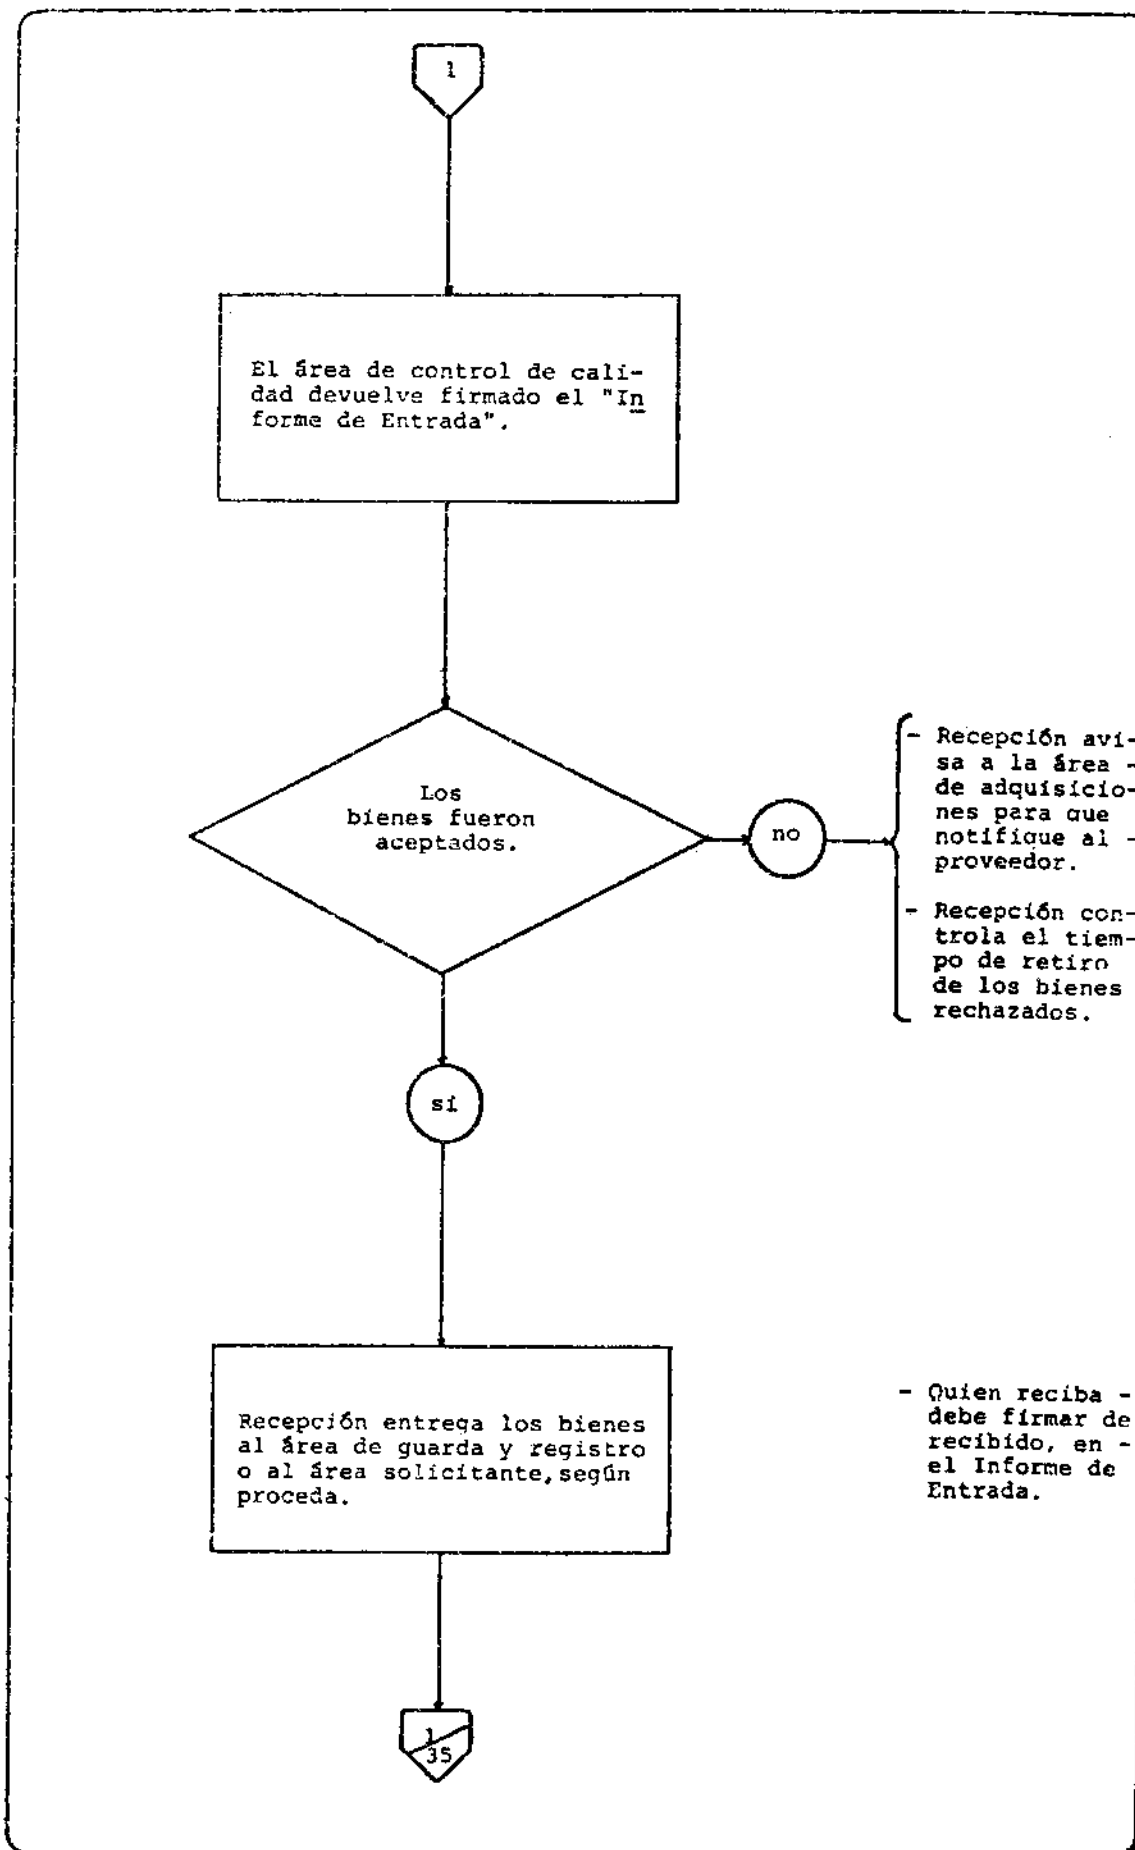 1
El área de control de cali-
dad devuelve firmado el "In
forme de Entrada".
Los
bienes fueron
aceptados.
no
- Recepción avi-
sa a la área -
de adquisicio-
nes para que
notifique al -
proveedor.
- Recepción con-
trola el tiem-
po de retiro
de los bienes
rechazados.
sí
Recepción entrega los bienes
al área de guarda y registro
o al área solicitante, según
proceda.
- Quien reciba -
debe firmar de
recibido, en -
el Informe de
Entrada.
1
35